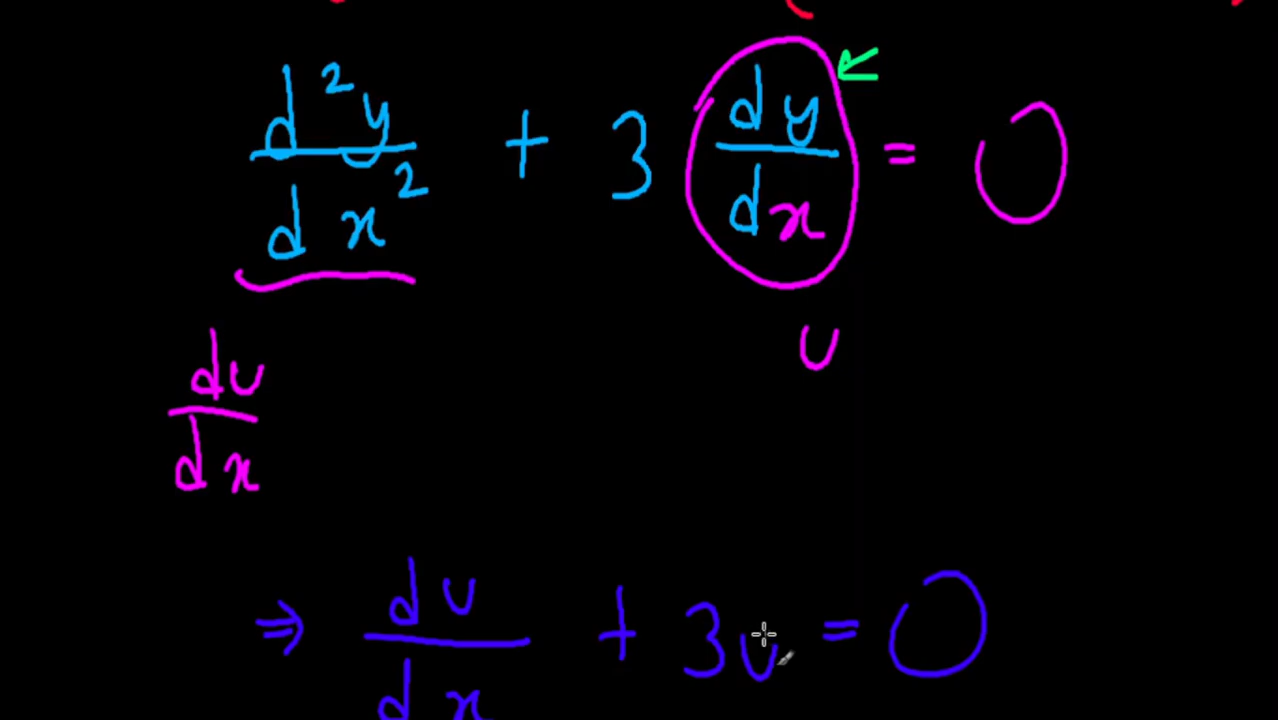 d²y/dx² + 3 dy/dx = 0
u
du/dx
⇒ du/dx + 3u = 0